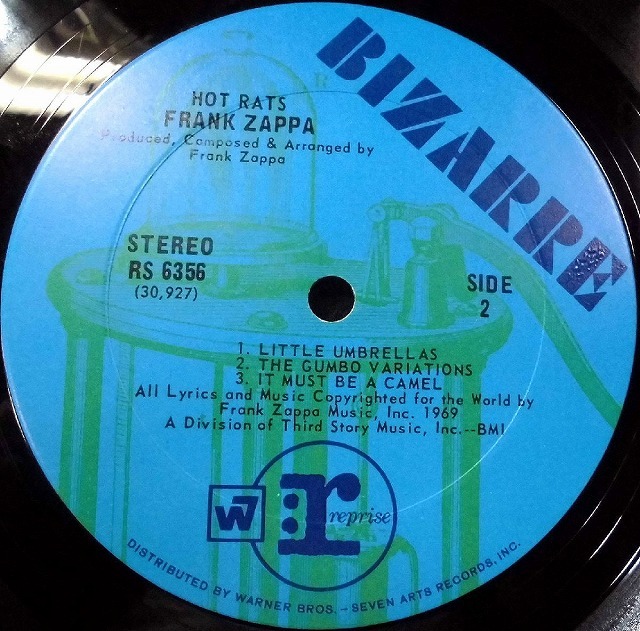 BIZARRE
HOT RATS
FRANK ZAPPA
Produced, Composed & Arranged by
Frank Zappa
STEREO
RS 6356
(30,927)
SIDE
2
1. LITTLE UMBRELLAS
2. THE GUMBO VARIATIONS
3. IT MUST BE A CAMEL
All Lyrics and Music Copyrighted for the World by
Frank Zappa Music, Inc. 1969
A Division of Third Story Music, Inc.--BMI
W7
r
reprise
DISTRIBUTED BY WARNER BROS. – SEVEN ARTS RECORDS, INC.